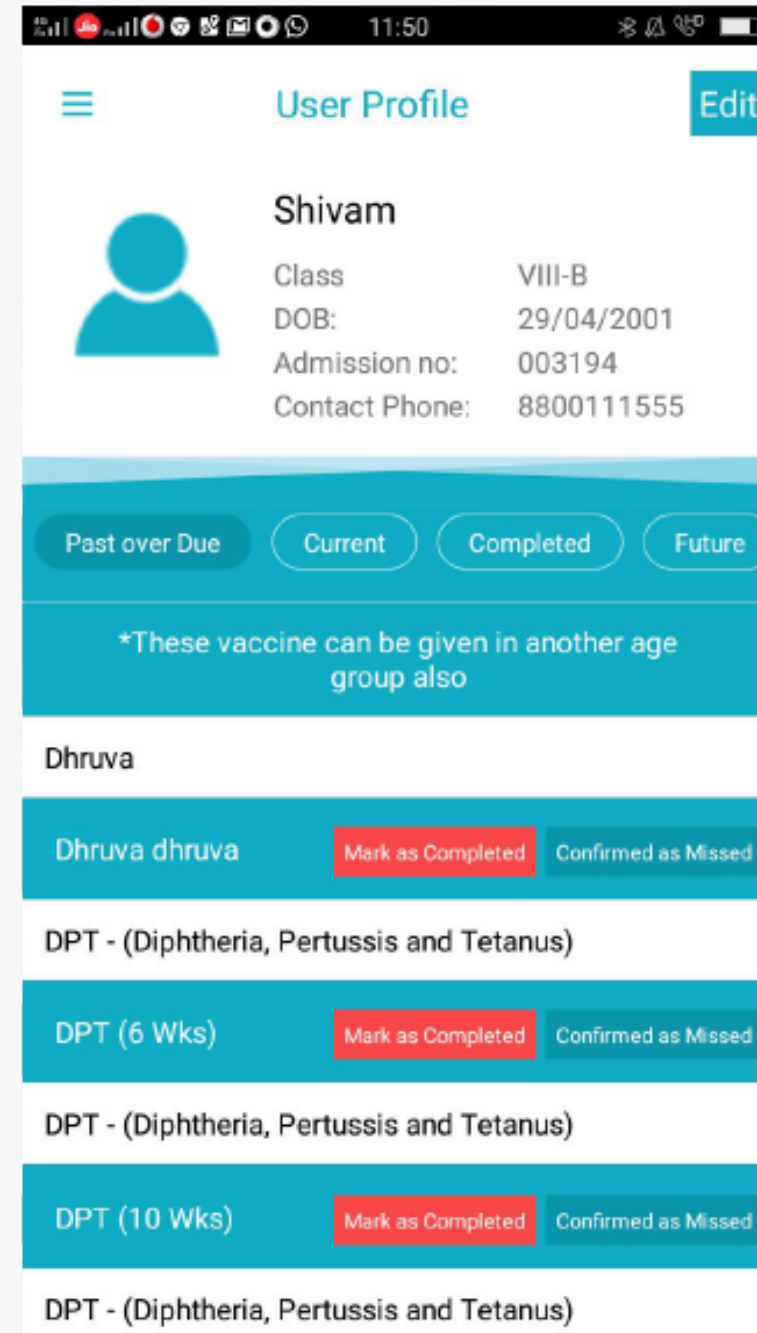 Jio 11:50
User Profile Edit
Shivam
Class VIII-B
DOB: 29/04/2001
Admission no: 003194
Contact Phone: 8800111555
Past over Due Current Completed Future
*These vaccine can be given in another age
group also
Dhruva
Dhruva dhruva Mark as Completed Confirmed as Missed
DPT - (Diphtheria, Pertussis and Tetanus)
DPT (6 Wks) Mark as Completed Confirmed as Missed
DPT - (Diphtheria, Pertussis and Tetanus)
DPT (10 Wks) Mark as Completed Confirmed as Missed
DPT - (Diphtheria, Pertussis and Tetanus)